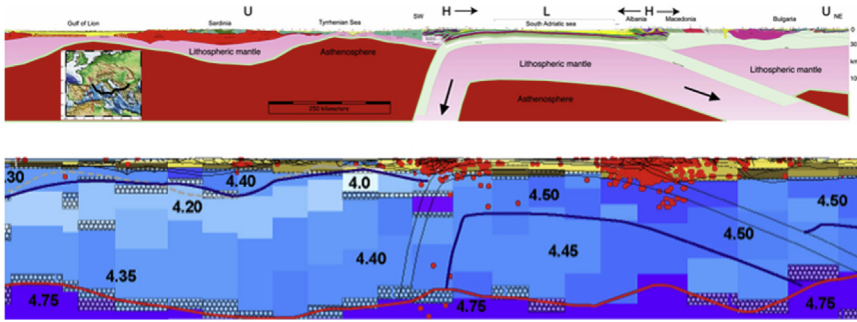 U H L H U
Gulf of Lion Sardinia Tyrrhenian Sea SW South Adriatic sea Albania Macedonia Bulgaria NE
0
Lithospheric mantle Asthenosphere Lithospheric mantle Lithospheric mantle
Asthenosphere
250 kilometers
.30 4.40 4.0 4.50 4.50
4.20
4.35 4.40 4.45 4.50
4.75 4.75 4.75